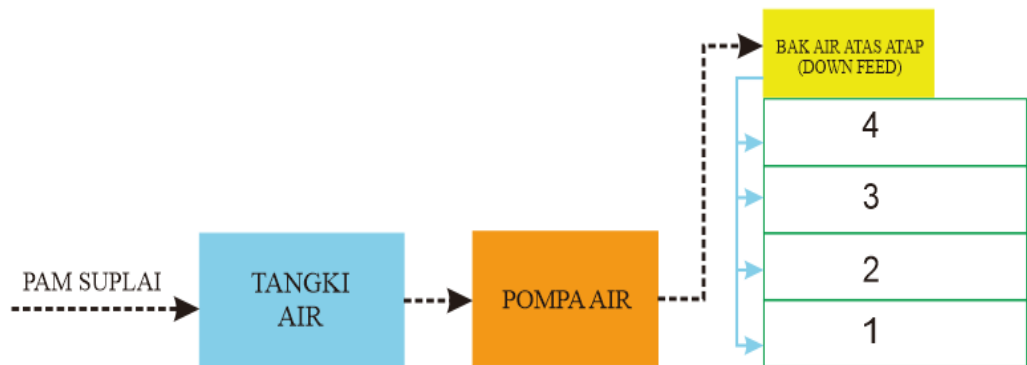 BAK AIR ATAS ATAP
(DOWN FEED)
4
3
2
1
PAM SUPLAI
TANGKI
AIR
POMPA AIR